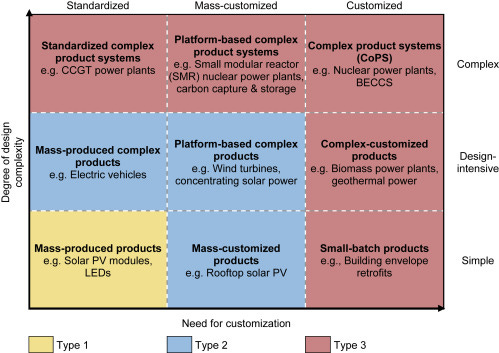 Standardized
Mass-customized
Customized
Degree of design
complexity
Standardized complex
product systems
e.g. CCGT power plants
Platform-based complex
product systems
e.g. Small modular reactor
(SMR) nuclear power plants,
carbon capture & storage
Complex product systems
(CoPS)
e.g. Nuclear power plants,
BECCS
Complex
Mass-produced complex
products
e.g. Electric vehicles
Platform-based complex
products
e.g. Wind turbines,
concentrating solar power
Complex-customized
products
e.g. Biomass power plants,
geothermal power
Design-
intensive
Mass-produced products
e.g. Solar PV modules,
LEDs
Mass-customized
products
e.g. Rooftop solar PV
Small-batch products
e.g., Building envelope
retrofits
Simple
Need for customization
Type 1
Type 2
Type 3